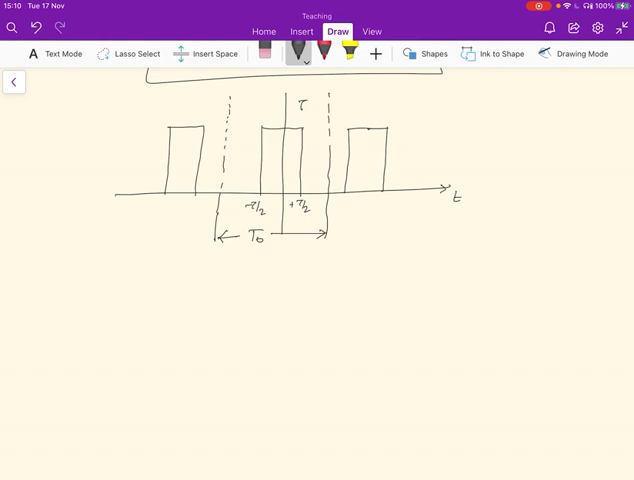 15:10 Tue 17 Nov
100%
Teaching
Home Insert Draw View
Text Mode
Lasso Select
Insert Space
Shapes
Ink to Shape
Drawing Mode
τ
-τ/2
+τ/2
t
T₀